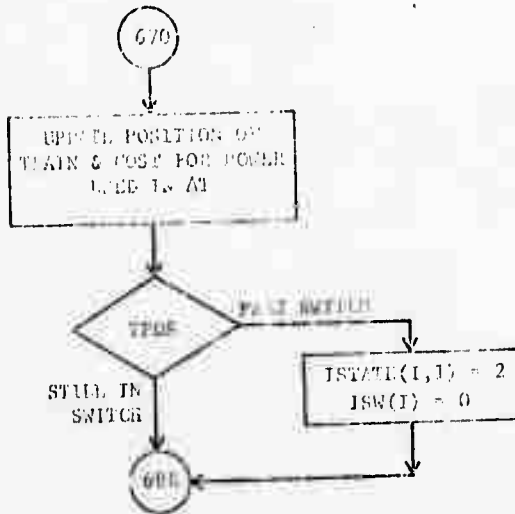 670
UPDATE POSITION OF
TRAIN & COST FOR POWER
USED IN ΔT
TPOS
PAST SWITCH
STILL IN
SWITCH
ISTATE(I,1) = 2
ISW(I) = 0